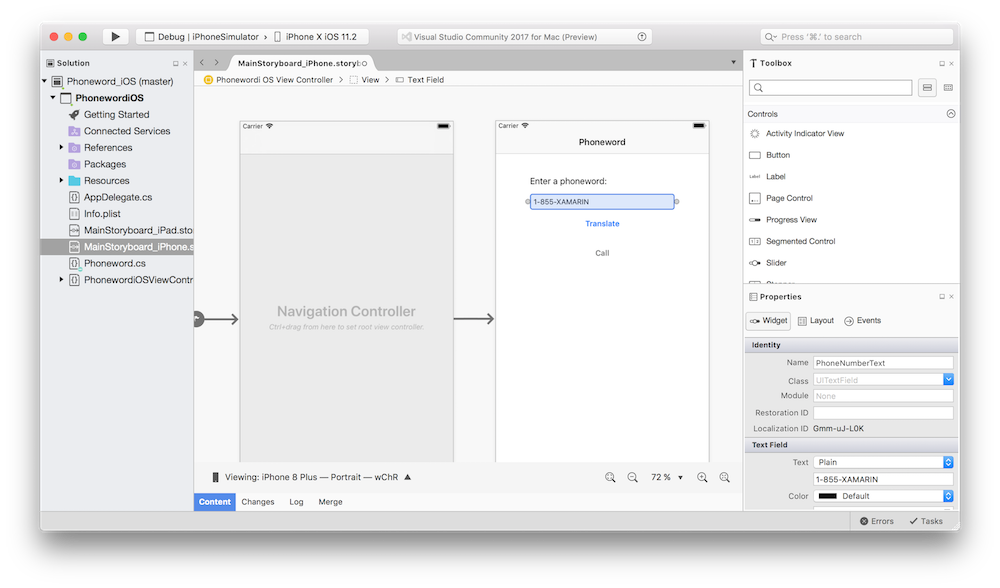 Debug | iPhoneSimulator › iPhone X iOS 11.2
Visual Studio Community 2017 for Mac (Preview)
Press '⌘.' to search
Solution
Phoneword_iOS (master)
PhonewordiOS
Getting Started
Connected Services
References
Packages
Resources
AppDelegate.cs
Info.plist
MainStoryboard_iPad.sto
MainStoryboard_iPhone.s
Phoneword.cs
PhonewordiOSViewContr
MainStoryboard_iPhone.storyb
Phonewordi OS View Controller > View > Text Field
Carrier
Navigation Controller
Ctrl+drag from here to set root view controller.
Carrier
Phoneword
Enter a phoneword:
1-855-XAMARIN
Translate
Call
Viewing: iPhone 8 Plus — Portrait — wChR
72 %
Content Changes Log Merge
Toolbox
Controls
Activity Indicator View
Button
Label Label
Page Control
Progress View
1 2 Segmented Control
Slider
Properties
Widget Layout Events
Identity
Name PhoneNumberText
Class UITextField
Module None
Restoration ID
Localization ID Gmm-uJ-L0K
Text Field
Text Plain
1-855-XAMARIN
Color Default
Errors Tasks